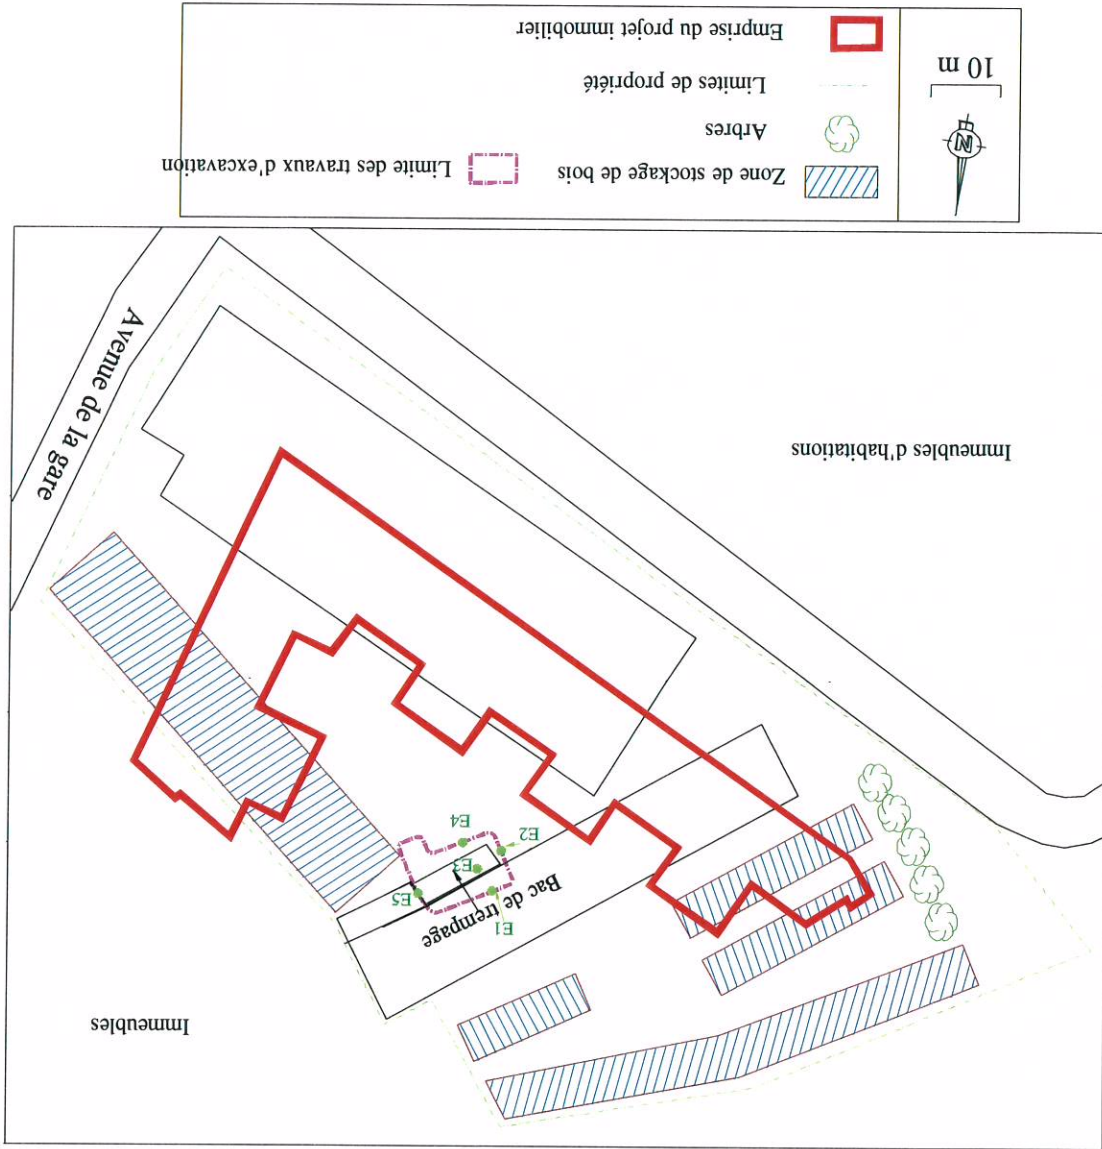 Immeubles
Bac de trempage
E1
E5
E3
E2
E4
Immeubles d'habitations
Avenue de la gare
N
10 m
Zone de stockage de bois
Limite des travaux d'excavation
Arbres
Limites de propriété
Emprise du projet immobilier